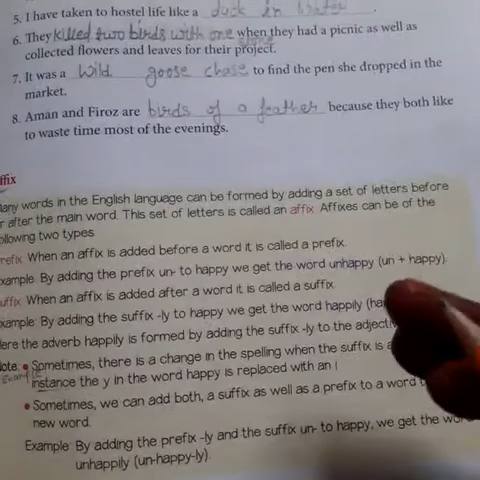 5. I have taken to hostel life like a duck in water.
6. They killed two birds with one when they had a picnic as well as
stone
collected flowers and leaves for their project.
7. It was a wild goose chase to find the pen she dropped in the
market.
8. Aman and Firoz are birds of a feather because they both like
to waste time most of the evenings.
ffix
any words in the English language can be formed by adding a set of letters before
r after the main word. This set of letters is called an affix. Affixes can be of the
ollowing two types
refix: When an affix is added before a word it is called a prefix.
xample: By adding the prefix un- to happy we get the word unhappy (un + happy).
uffix: When an affix is added after a word it is called a suffix.
xample: By adding the suffix -ly to happy we get the word happily (ha
ere the adverb happily is formed by adding the suffix -ly to the adjecti
ote: • Sometimes, there is a change in the spelling when the suffix is a
instance the y in the word happy is replaced with an i
• Sometimes, we can add both, a suffix as well as a prefix to a word
new word.
Example: By adding the prefix -ly and the suffix un- to happy, we get the word
unhappily (un-happy-ly).